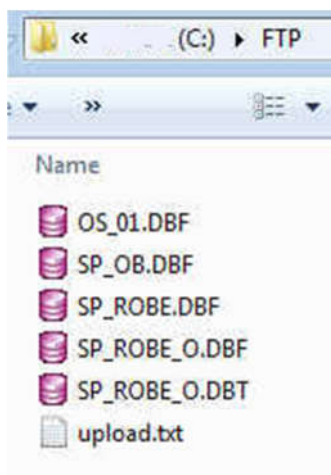 « (C:) ▸ FTP
»
Name
OS_01.DBF
SP_OB.DBF
SP_ROBE.DBF
SP_ROBE_O.DBF
SP_ROBE_O.DBT
upload.txt